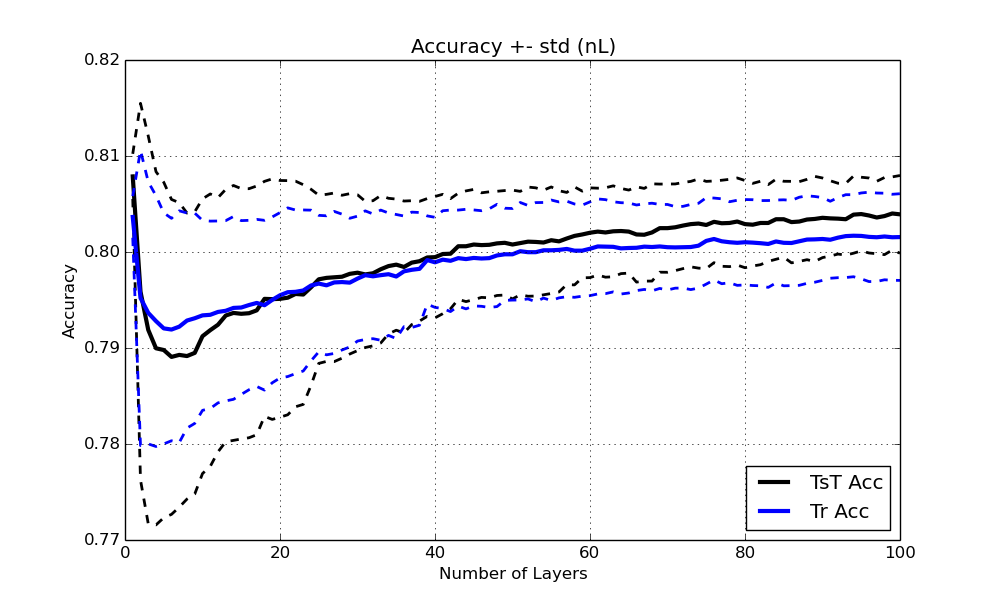 Accuracy +- std (nL)
0.82
0.81
0.80
0.79
0.78
0.77
Accuracy
0 20 40 60 80 100
Number of Layers
TsT Acc
Tr Acc